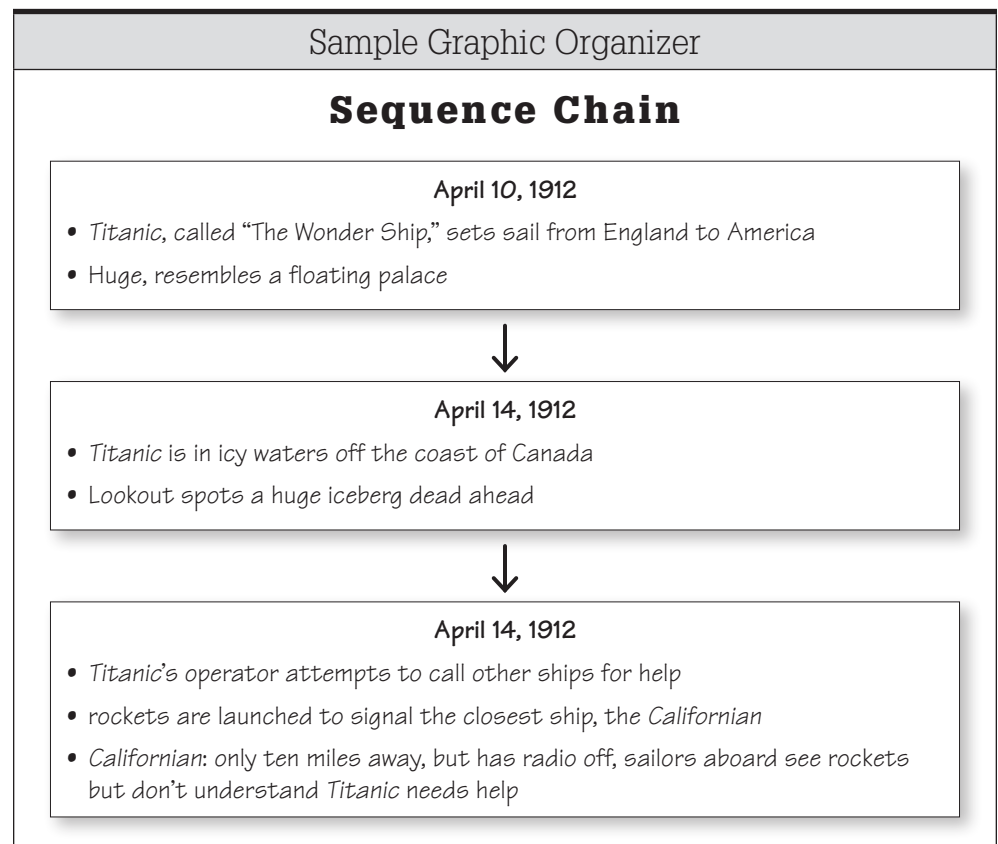 Sample Graphic Organizer
Sequence Chain
April 10, 1912
• Titanic, called “The Wonder Ship,” sets sail from England to America
• Huge, resembles a floating palace
April 14, 1912
• Titanic is in icy waters off the coast of Canada
• Lookout spots a huge iceberg dead ahead
April 14, 1912
• Titanic’s operator attempts to call other ships for help
• rockets are launched to signal the closest ship, the Californian
• Californian: only ten miles away, but has radio off, sailors aboard see rockets
but don’t understand Titanic needs help